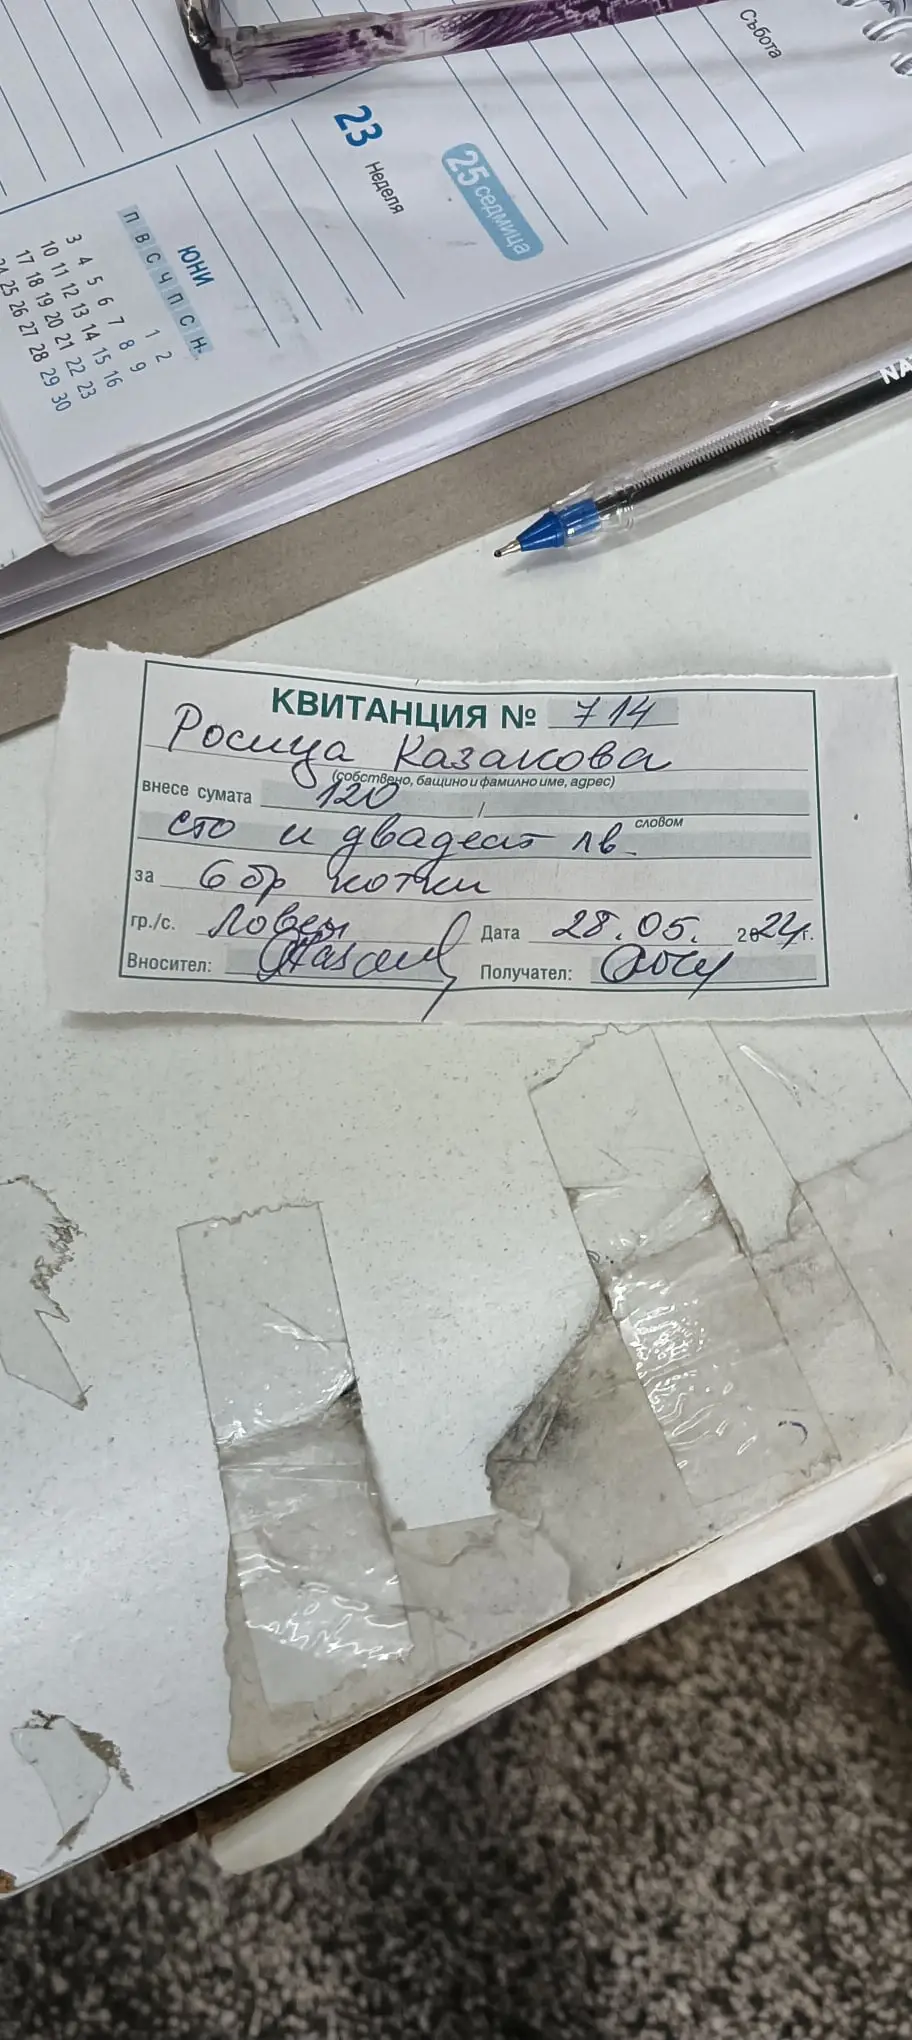 Събота
23 Неделя
25 седмица
ЮНИ
П В С Ч П С Н
1 2
3 4 5 6 7 8 9
10 11 12 13 14 15 16
17 18 19 20 21 22 23
24 25 26 27 28 29 30
NA
КВИТАНЦИЯ № 714
Росица Казакова
(собствено, бащино и фамилно име, адрес)
внесе сумата 120 /
словом
сто и двадесет лв.
за 6 бр котки
гр./с. Ловеч Дата 28.05. 2024г.
Вносител: Получател: